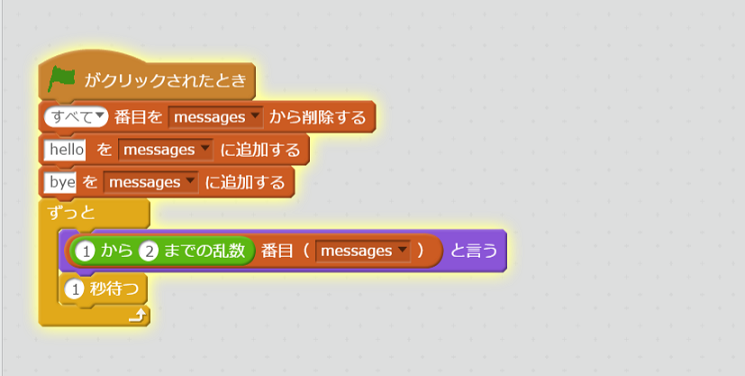 がクリックされたとき
すべて 番目を messages から削除する
hello を messages に追加する
bye を messages に追加する
ずっと
1 から 2 までの乱数 番目 ( messages ) と言う
1 秒待つ